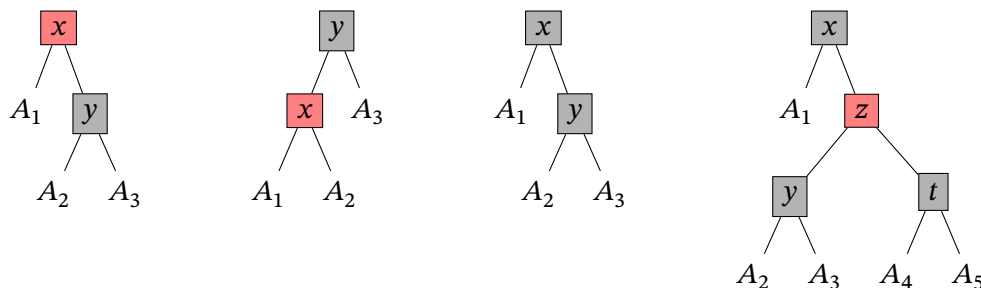 x y x x
A₁ y x A₃ A₁ y A₁ z
A₂ A₃ A₁ A₂ A₂ A₃ y t
A₂ A₃ A₄ A₅